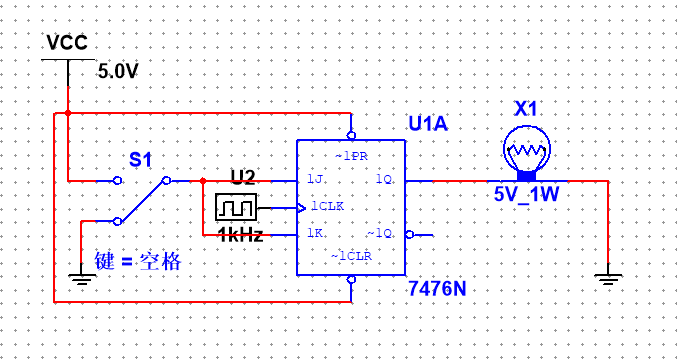 VCC
5.0V
S1
键 = 空格
U2
1kHz
U1A
~1PR
1J
1Q
1CLK
1K
~1Q
~1CLR
7476N
X1
5V_1W